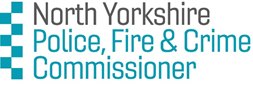 North Yorkshire
Police, Fire & Crime
Commissioner